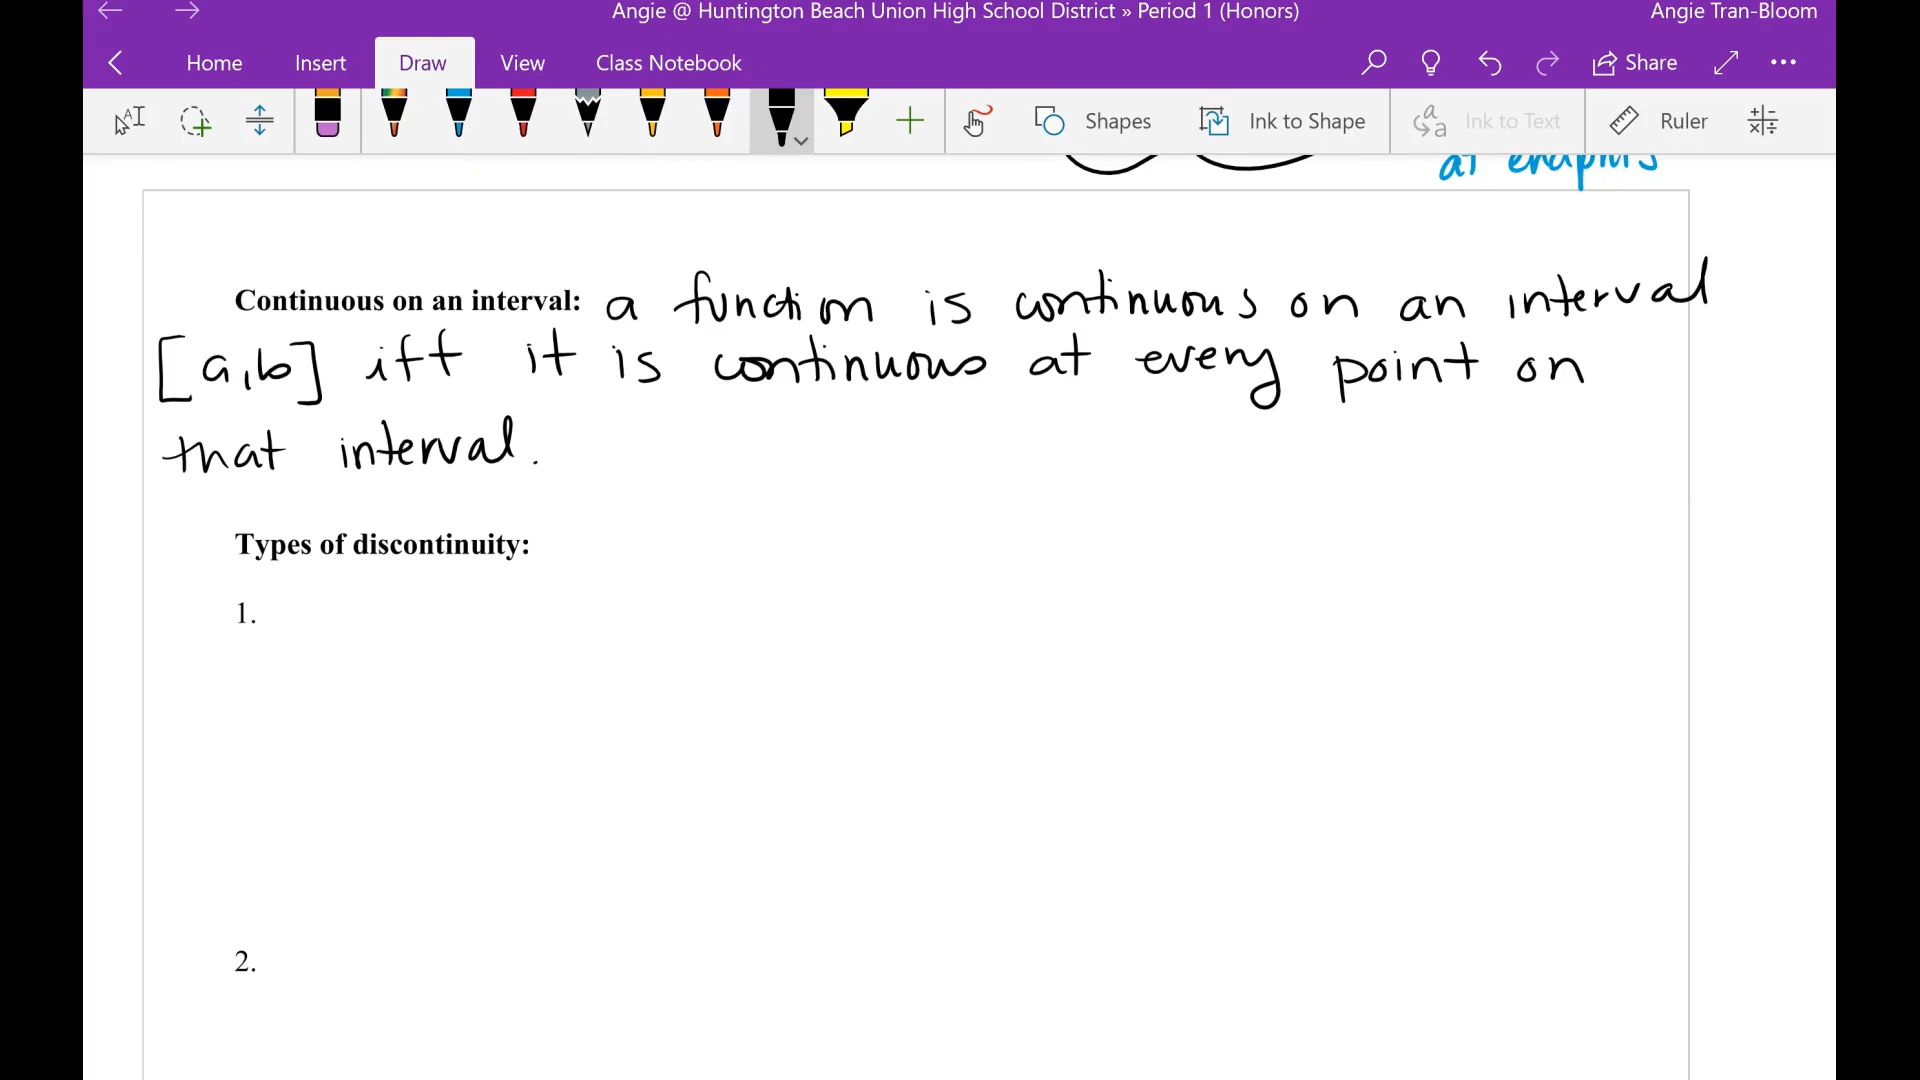 Angie @ Huntington Beach Union High School District » Period 1 (Honors) Angie Tran-Bloom
Home Insert Draw View Class Notebook Share
Shapes Ink to Shape Ink to Text Ruler
at endpnts
Continuous on an interval: a function is continuous on an interval
[a,b] iff it is continuous at every point on
that interval.
Types of discontinuity:
1.
2.